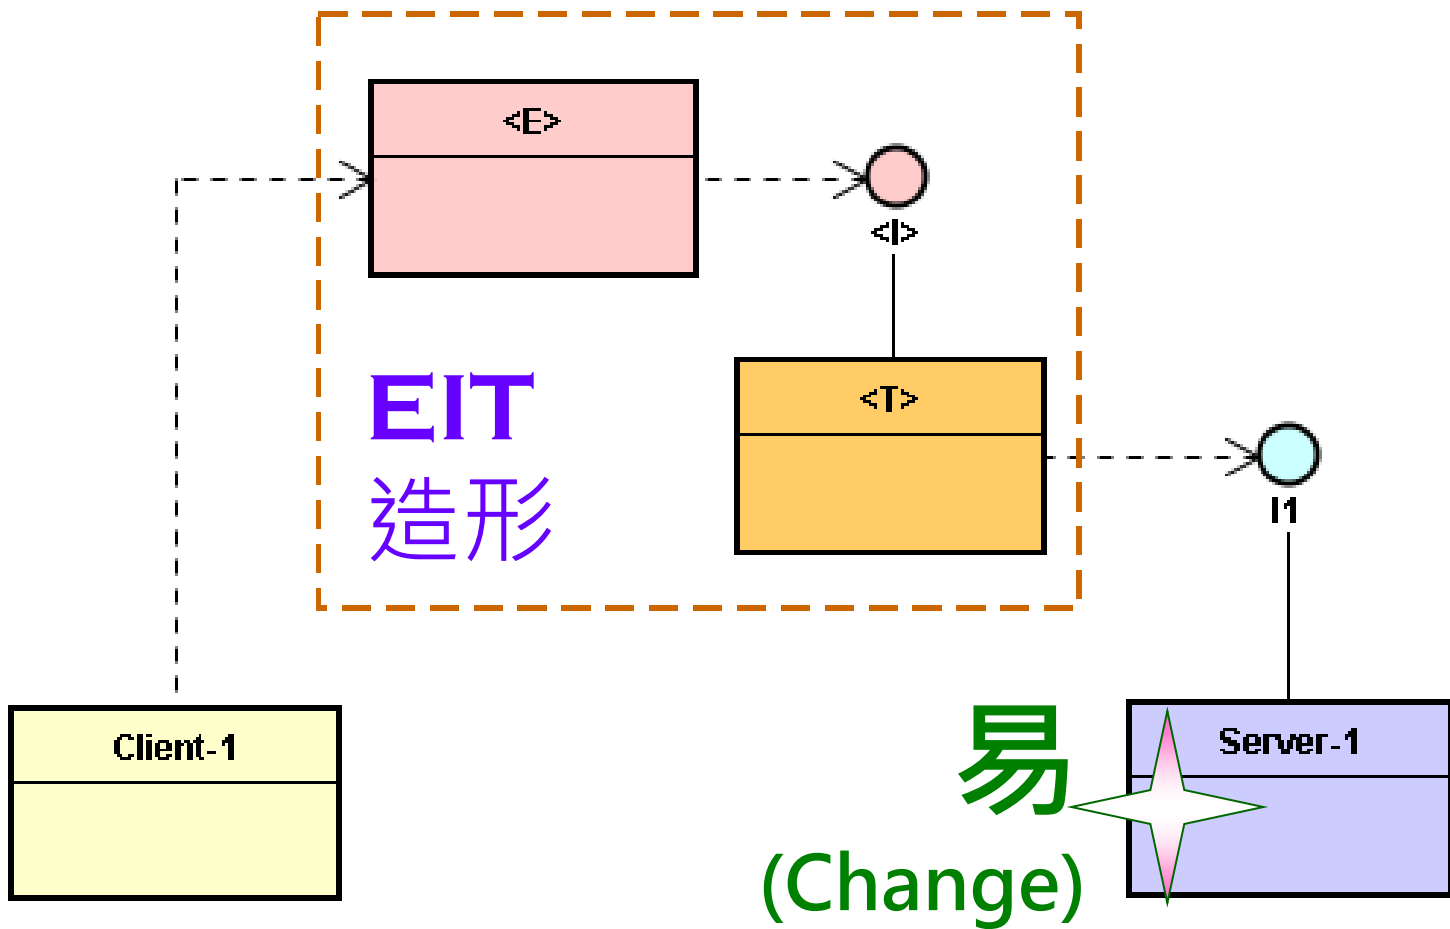 <E>
<I>
EIT
造形
<T>
I1
Client-1
易
(Change)
Server-1